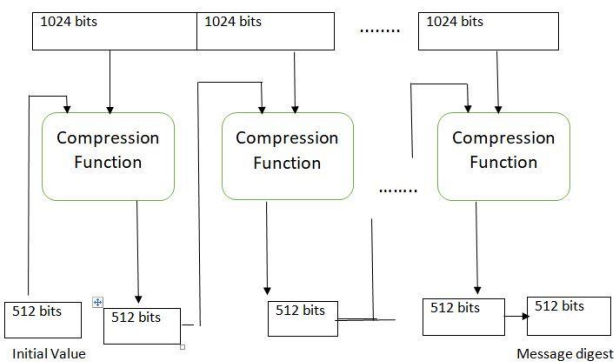 1024 bits 1024 bits ........ 1024 bits
Compression Function
Compression Function
........
Compression Function
512 bits
512 bits
512 bits
512 bits
512 bits
Initial Value
Message digest